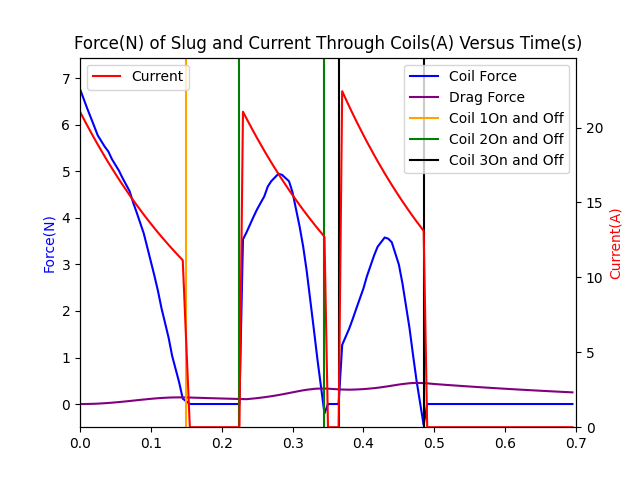 Force(N) of Slug and Current Through Coils(A) Versus Time(s)
Current
Coil Force
Drag Force
Coil 1On and Off
Coil 2On and Off
Coil 3On and Off
Force(N)
7
6
5
4
3
2
1
0
Current(A)
20
15
10
5
0
0.0 0.1 0.2 0.3 0.4 0.5 0.6 0.7